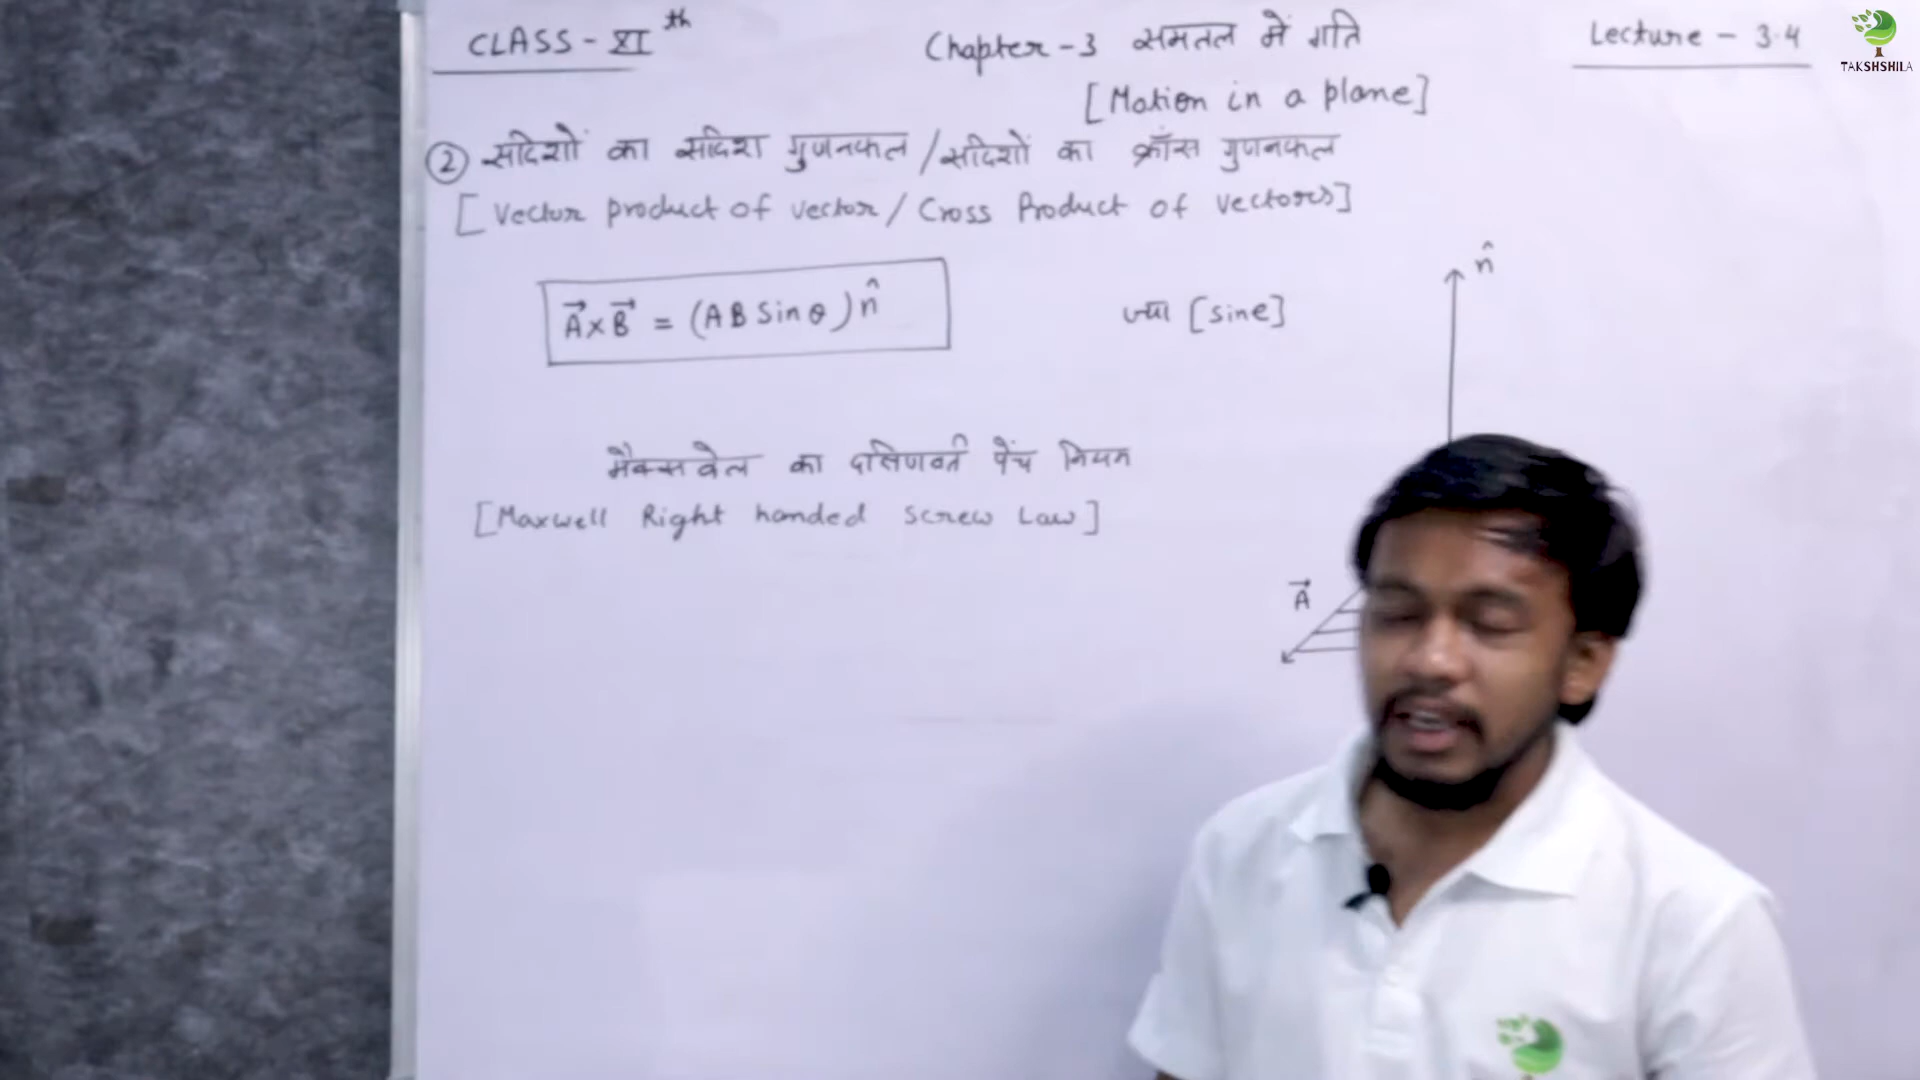 CLASS - XI th
Chapter - 3 समतल में गति
Lecture - 3.4
TAKSHSHILA
[Motion in a plane]
② सदिशों का सदिश गुणनफल / सदिशों का क्रॉस गुणनफल
[Vector product of vector / Cross Product of vectors]
n̂
A⃗ x B⃗ = (A B Sin θ) n̂
ज्या [sine]
मैक्सवेल का दक्षिणवर्त पेंच नियम
[Maxwell Right handed Screw Law]
A⃗